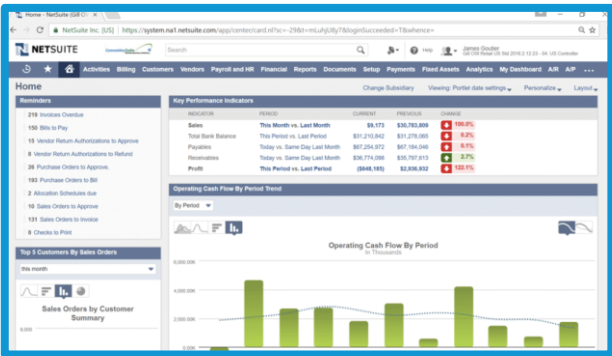 Home - NetSuite (Gill Cl
NetSuite Inc. [US] https://system.na1.netsuite.com/app/center/card.nl?sc=-29&t=mLuhjU8y7&loginSucceeded=T&whence=
NETSUITE
Search
Help
James Gouder
Home
Activities Billing Customers Vendors Payroll and HR Financial Reports Documents Setup Payments Fixed Assets Analytics My Dashboard A/R A/P ...
Home
Change Subsidiary Viewing: Portlet date settings Personalize Layout
Reminders
219 Invoices Overdue
150 Bills to Pay
15 Vendor Return Authorizations to Approve
8 Vendor Return Authorizations to Refund
26 Purchase Orders to Approve
193 Purchase Orders to Bill
2 Allocation Schedules due
10 Sales Orders to Approve
131 Sales Orders to Invoice
8 Checks to Print
Key Performance Indicators
INDICATOR PERIOD CURRENT PREVIOUS CHANGE
Sales This Month vs. Last Month $9,173 $30,793,809 100.0%
Total Bank Balance This Period vs. Last Period $31,210,842 $31,278,065 0.2%
Payables Today vs. Same Day Last Month $67,254,972 $67,184,046 0.1%
Receivables Today vs. Same Day Last Month $36,774,096 $35,797,613 2.7%
Profit This Period vs. Last Period ($648,185) $2,936,932 122.1%
Operating Cash Flow By Period Trend
By Period
Operating Cash Flow By Period
In Thousands
6,000.00K
4,000.00K
2,000.00K
0.00K
Top 5 Customers By Sales Orders
this month
Sales Orders by Customer
Summary
8,000